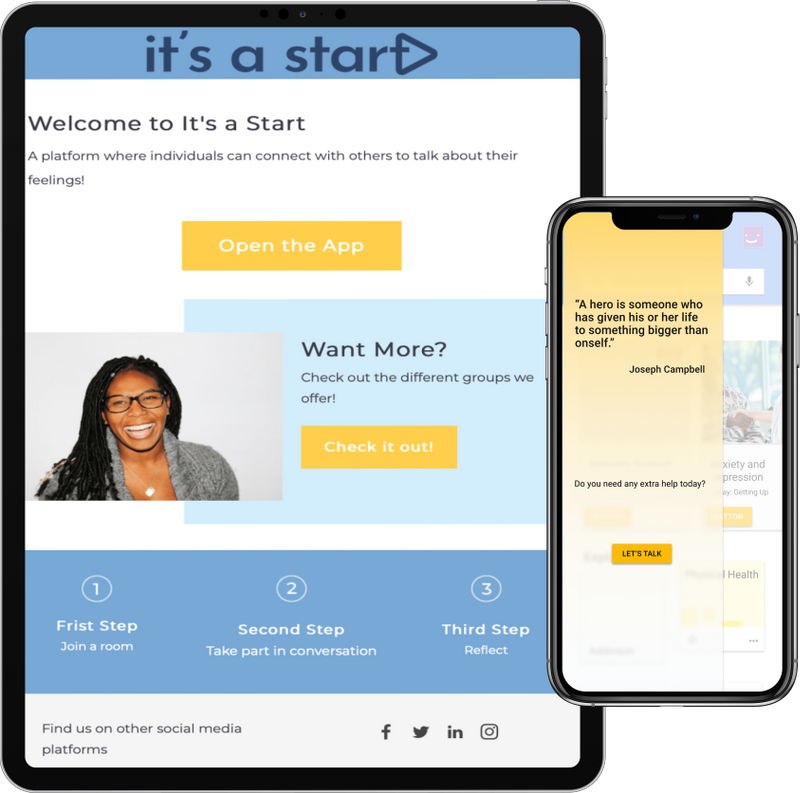 it's a start
Welcome to It's a Start
A platform where individuals can connect with others to talk about their
feelings!
Open the App
Want More?
Check out the different groups we
offer!
Check it out!
1
Frist Step
Join a room
2
Second Step
Take part in conversation
3
Third Step
Reflect
Find us on other social media
platforms
“A hero is someone who
has given his or her life
to something bigger than
onself.”
Joseph Campbell
Do you need any extra help today?
LET'S TALK
and
Getting Up
Health